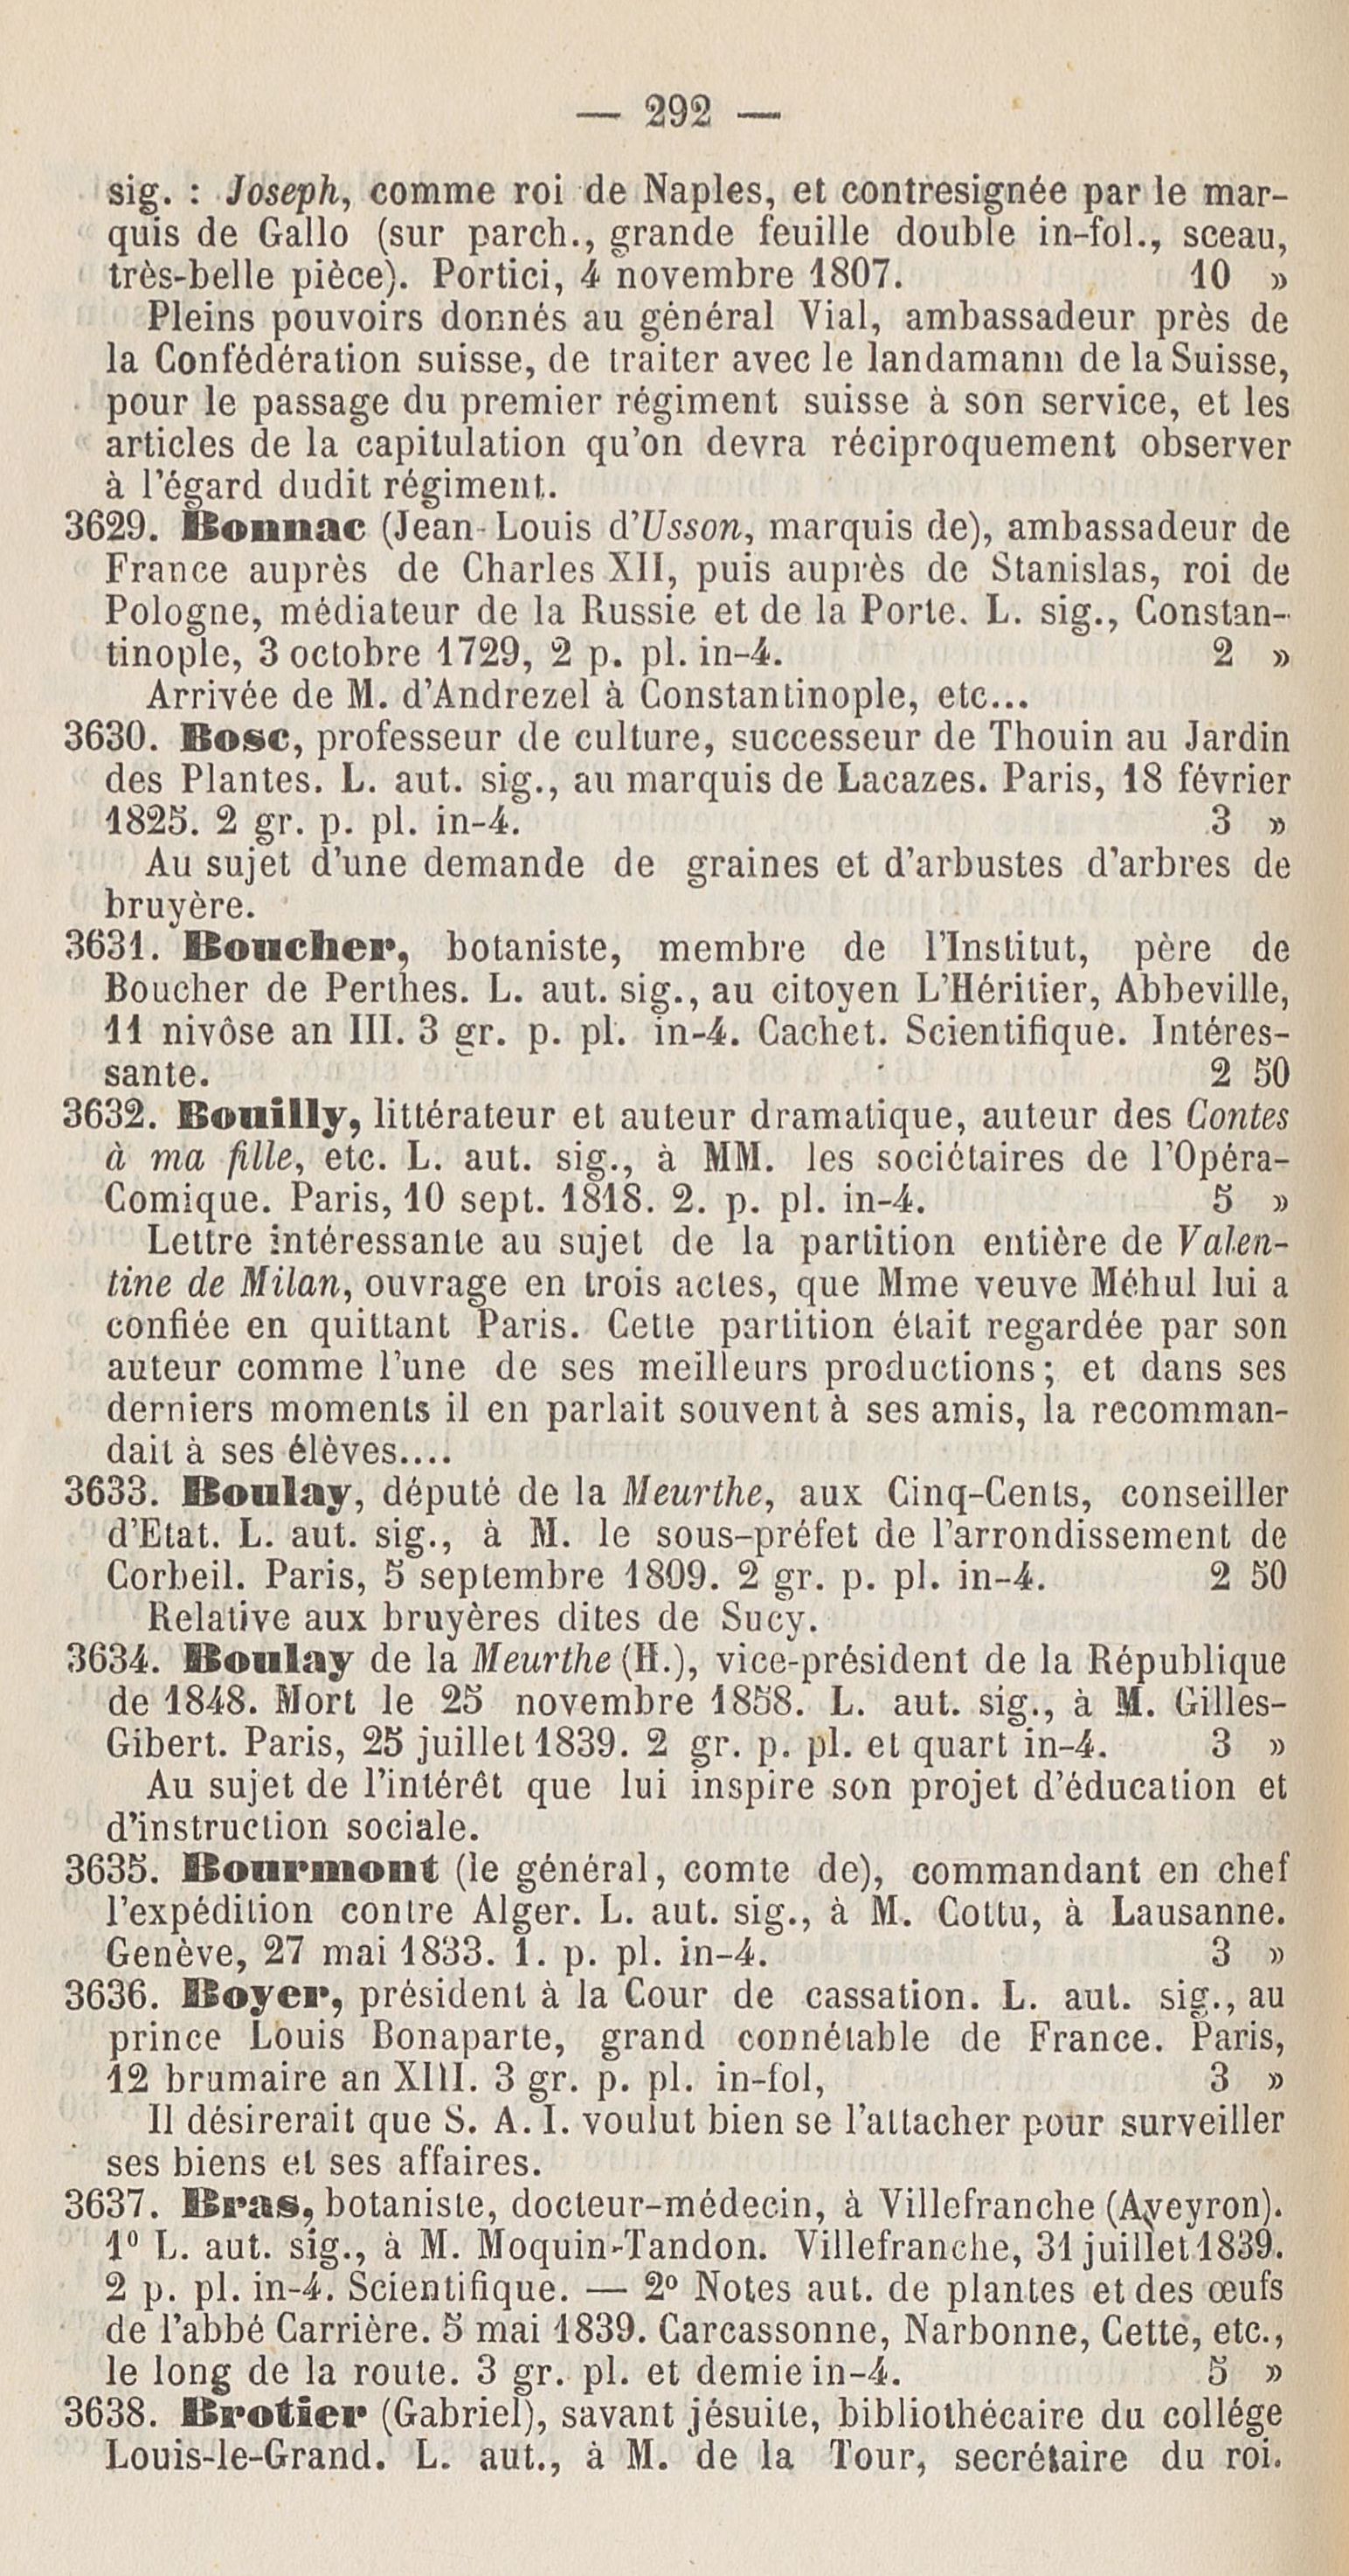 — 292 —
sig. : Joseph, comme roi de Naples, et contresignée par le mar-
quis de Gallo (sur parch., grande feuille double in-fol., sceau,
très-belle pièce). Portici, 4 novembre 1807. 10 »
Pleins pouvoirs donnés au général Vial, ambassadeur près de
la Confédération suisse, de traiter avec le landamann de la Suisse,
pour le passage du premier régiment suisse à son service, et les
articles de la capitulation qu'on devra réciproquement observer
à l'égard dudit régiment.
3629. Bonnac (Jean-Louis d'Usson, marquis de), ambassadeur de
France auprès de Charles XII, puis auprès de Stanislas, roi de
Pologne, médiateur de la Russie et de la Porte. L. sig., Constan-
tinople, 3 octobre 1729, 2 p. pl. in-4. 2 »
Arrivée de M. d'Andrezel à Constantinople, etc...
3630. Bosc, professeur de culture, successeur de Thouin au Jardin
des Plantes. L. aut. sig., au marquis de Lacazes. Paris, 18 février
1825. 2 gr. p. pl. in-4. 3 »
Au sujet d'une demande de graines et d'arbustes d'arbres de
bruyère.
3631. Boucher, botaniste, membre de l'Institut, père de
Boucher de Perthes. L. aut. sig., au citoyen L'Héritier, Abbeville,
11 nivôse an III. 3 gr. p. pl. in-4. Cachet. Scientifique. Intéres-
sante. 2 50
3632. Bouilly, littérateur et auteur dramatique, auteur des Contes
à ma fille, etc. L. aut. sig., à MM. les sociétaires de l'Opéra-
Comique. Paris, 10 sept. 1818. 2. p. pl. in-4. 5 »
Lettre intéressante au sujet de la partition entière de Valen-
tine de Milan, ouvrage en trois actes, que Mme veuve Méhul lui a
confiée en quittant Paris. Cette partition était regardée par son
auteur comme l'une de ses meilleurs productions; et dans ses
derniers moments il en parlait souvent à ses amis, la recomman-
dait à ses élèves....
3633. Boulay, député de la Meurthe, aux Cinq-Cents, conseiller
d'Etat. L. aut. sig., à M. le sous-préfet de l'arrondissement de
Corbeil. Paris, 5 septembre 1809. 2 gr. p. pl. in-4. 2 50
Relative aux bruyères dites de Sucy.
3634. Boulay de la Meurthe (H.), vice-président de la République
de 1848. Mort le 25 novembre 1858. L. aut. sig., à M. Gilles-
Gibert. Paris, 25 juillet 1839. 2 gr. p. pl. et quart in-4. 3 »
Au sujet de l'intérêt que lui inspire son projet d'éducation et
d'instruction sociale.
3635. Bourmont (le général, comte de), commandant en chef
l'expédition contre Alger. L. aut. sig., à M. Cottu, à Lausanne.
Genève, 27 mai 1833. 1. p. pl. in-4. 3 »
3636. Boyer, président à la Cour de cassation. L. aut. sig., au
prince Louis Bonaparte, grand connétable de France. Paris,
12 brumaire an XIII. 3 gr. p. pl. in-fol, 3 »
Il désirerait que S. A. I. voulut bien se l'attacher pour surveiller
ses biens et ses affaires.
3637. Bras, botaniste, docteur-médecin, à Villefranche (Aveyron).
1º L. aut. sig., à M. Moquin-Tandon. Villefranche, 31 juillet 1839.
2 p. pl. in-4. Scientifique. — 2º Notes aut. de plantes et des œufs
de l'abbé Carrière. 5 mai 1839. Carcassonne, Narbonne, Cette, etc.,
le long de la route. 3 gr. pl. et demie in-4. 5 »
3638. Brotier (Gabriel), savant jésuite, bibliothécaire du collége
Louis-le-Grand. L. aut., à M. de la Tour, secrétaire du roi.